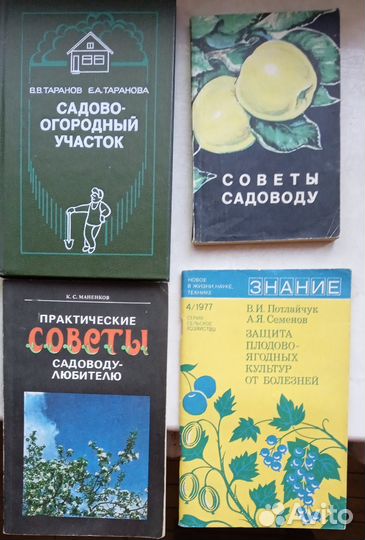 В.В.ТАРАНОВ Е.А.ТАРАНОВА
САДОВО-
ОГОРОДНЫЙ
УЧАСТОК
СОВЕТЫ
САДОВОДУ
К. С. МАНЕНКОВ
ПРАКТИЧЕСКИЕ
СОВЕТЫ
САДОВОДУ-
ЛЮБИТЕЛЮ
НОВОЕ
В ЖИЗНИ, НАУКЕ,
ТЕХНИКЕ
ЗНАНИЕ
4/1977
СЕРИЯ
СЕЛЬСКОЕ
ХОЗЯЙСТВО
В.И. Потлайчук
А.Я. Семенов
ЗАЩИТА
ПЛОДОВО-
ЯГОДНЫХ
КУЛЬТУР
ОТ БОЛЕЗНЕЙ
Avito